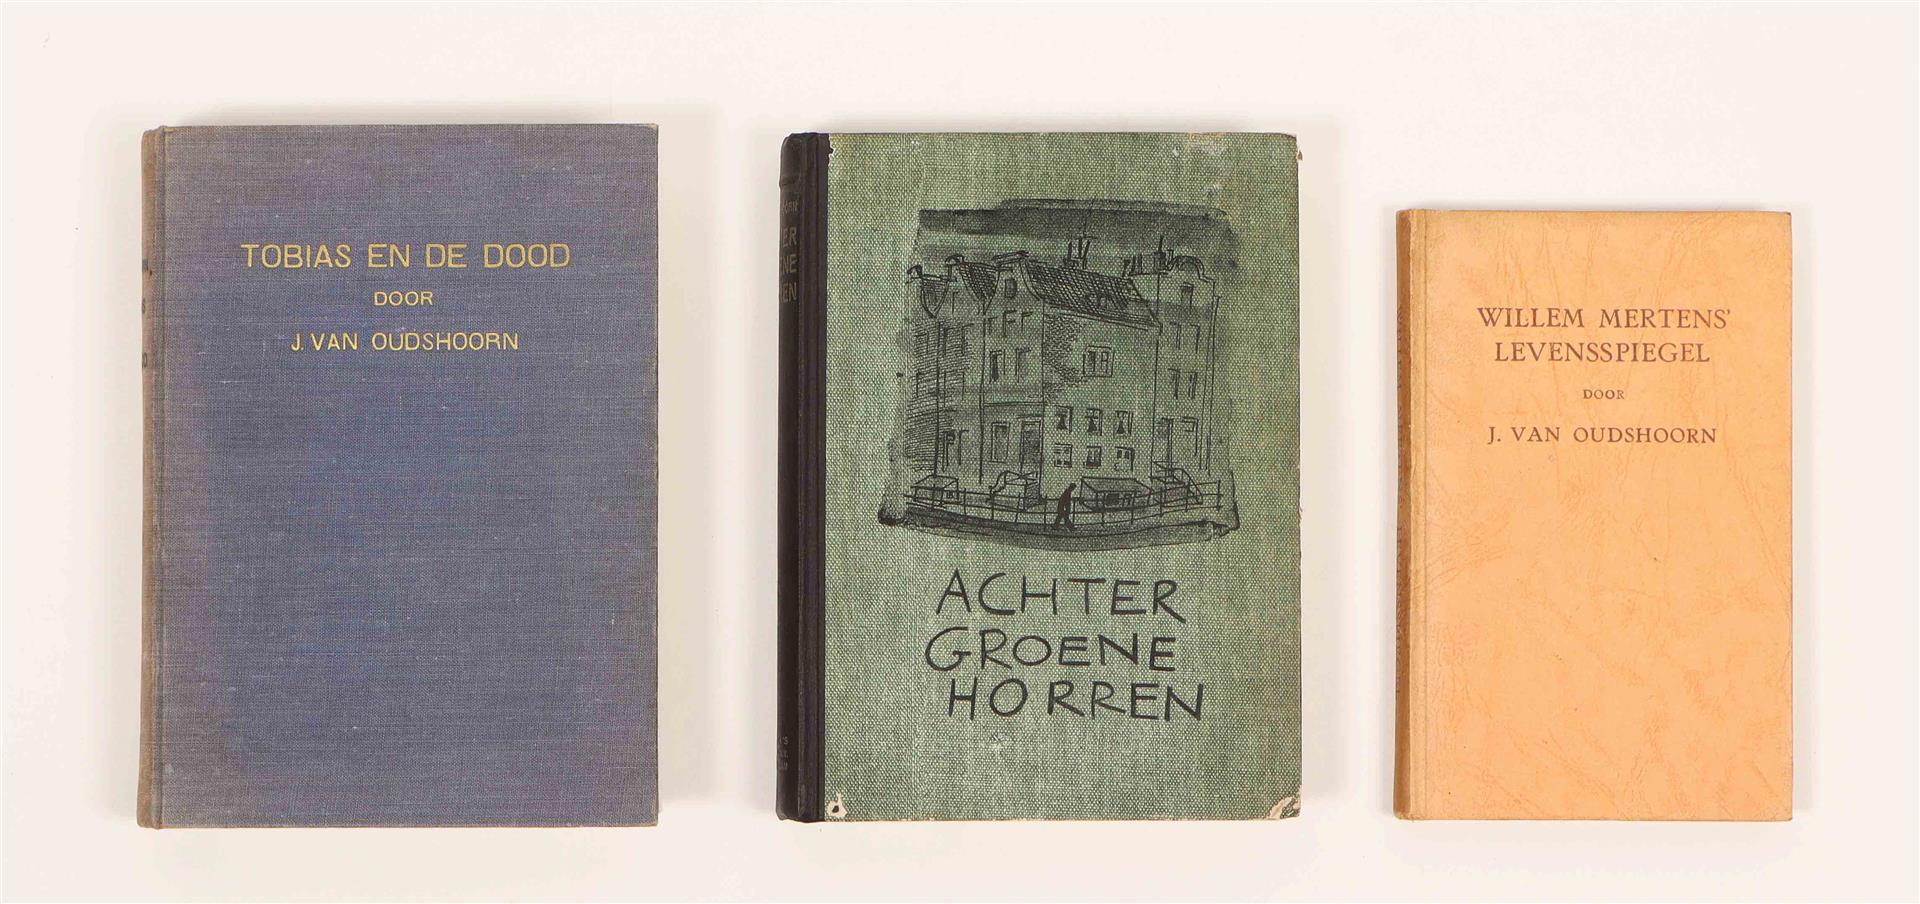 TOBIAS EN DE DOOD
DOOR
J. VAN OUDSHOORN
ACHTER
GROENE
HORREN
WILLEM MERTENS'
LEVENSSPIEGEL
DOOR
J. VAN OUDSHOORN